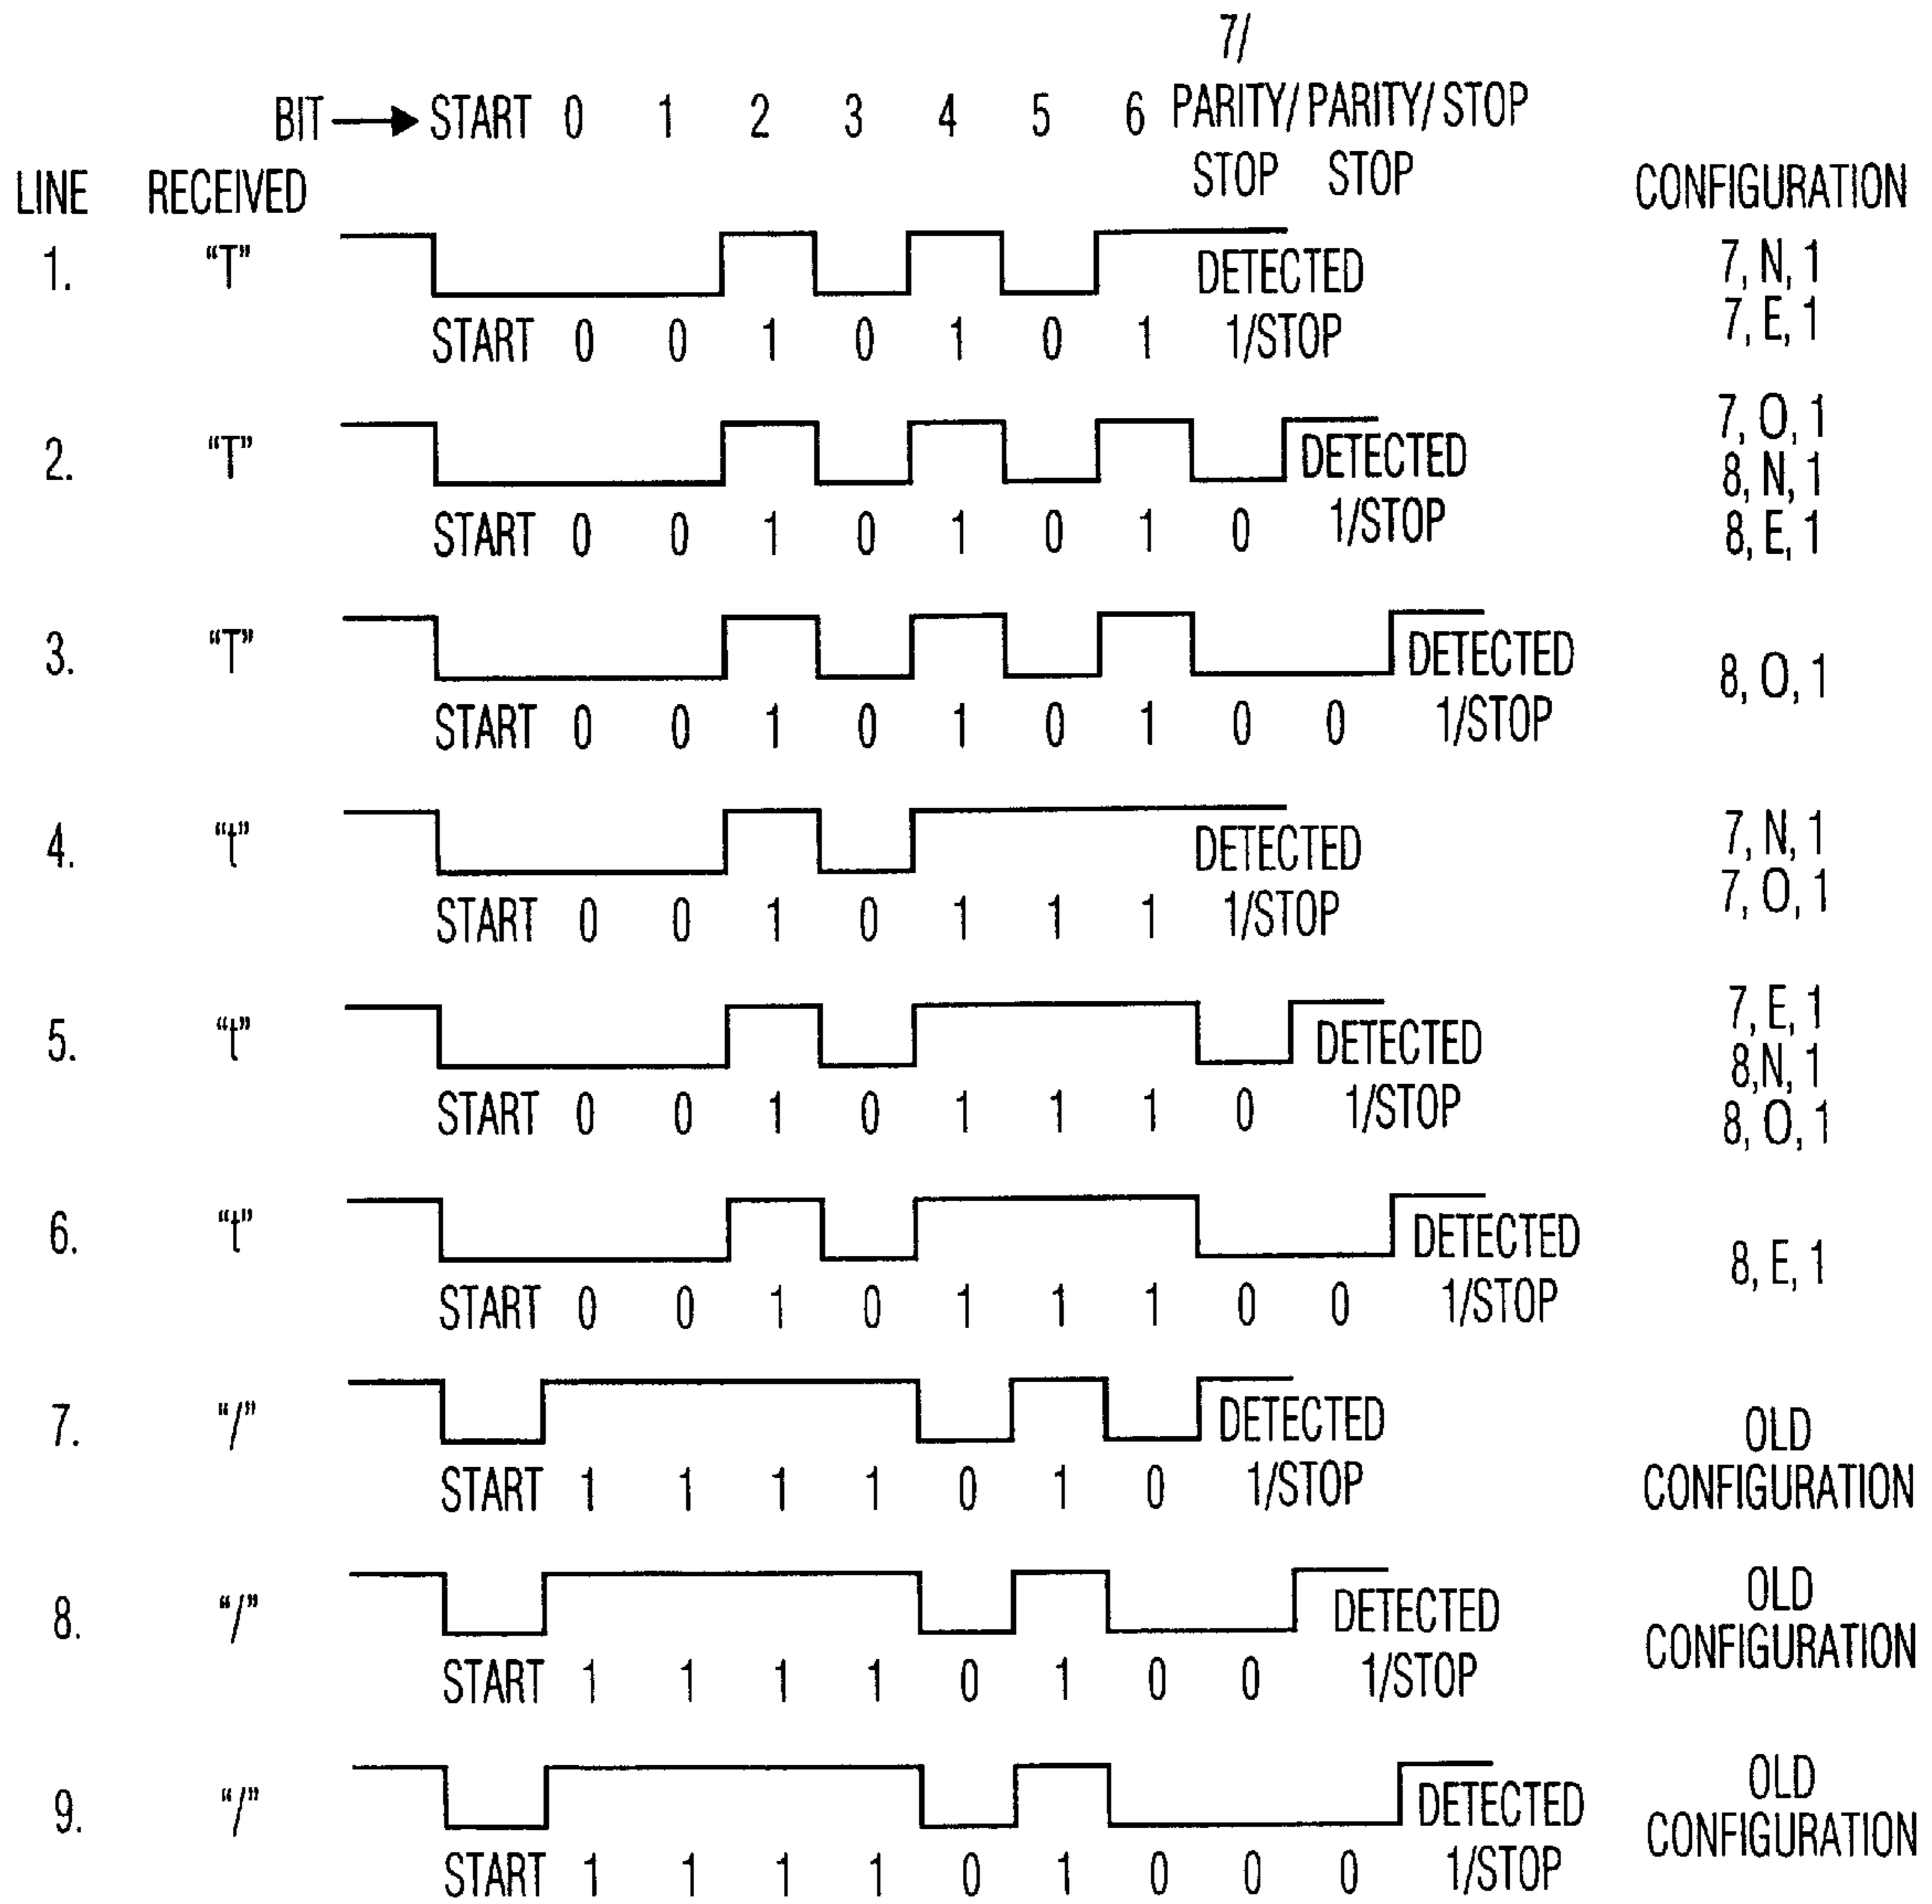 7/
BIT START 0 1 2 3 4 5 6 PARITY/ PARITY/ STOP
STOP STOP
LINE RECEIVED CONFIGURATION
1. “T” DETECTED 7, N, 1
START 0 0 1 0 1 0 1 1/STOP 7, E, 1
7, O, 1
2. “T” DETECTED 8, N, 1
START 0 0 1 0 1 0 1 0 1/STOP 8, E, 1
3. “T” DETECTED 8, O, 1
START 0 0 1 0 1 0 1 0 0 1/STOP
4. “t” DETECTED 7, N, 1
START 0 0 1 0 1 1 1 1/STOP 7, O, 1
7, E, 1
5. “t” DETECTED 8,N, 1
START 0 0 1 0 1 1 1 0 1/STOP 8, O, 1
6. “t” DETECTED 8, E, 1
START 0 0 1 0 1 1 1 0 0 1/STOP
7. “/” DETECTED OLD
START 1 1 1 1 0 1 0 1/STOP CONFIGURATION
8. “/” DETECTED OLD
CONFIGURATION
START 1 1 1 1 0 1 0 0 1/STOP
9. “/” DETECTED OLD
CONFIGURATION
START 1 1 1 1 0 1 0 0 0 1/STOP